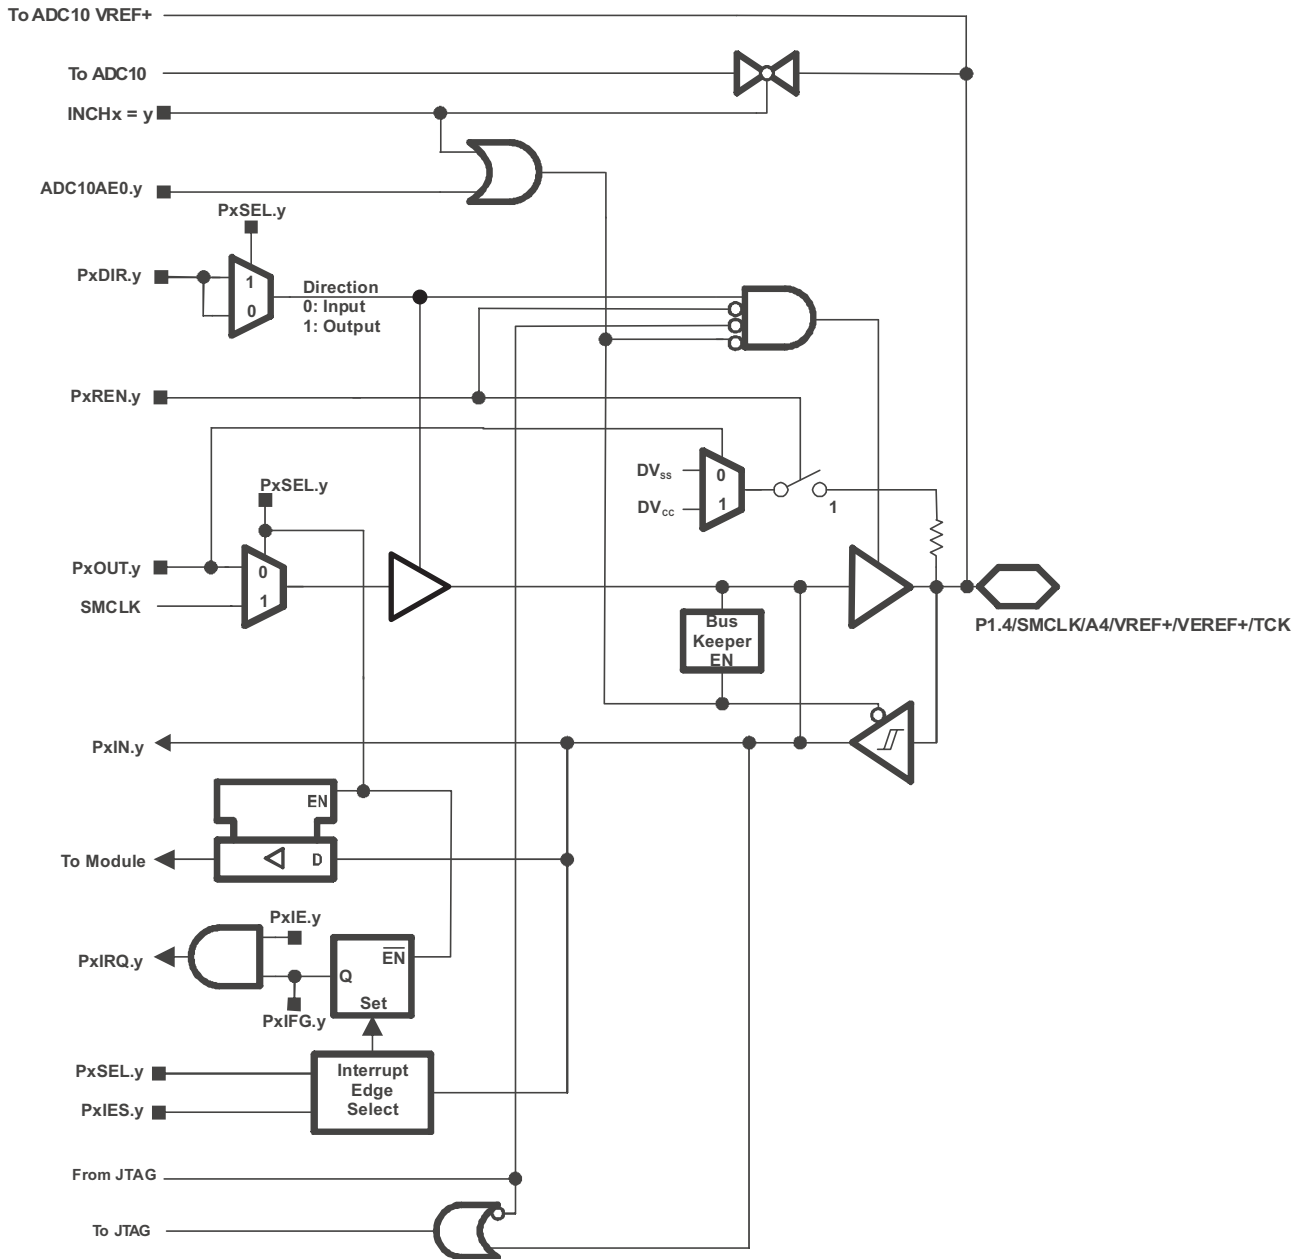 To ADC10 VREF+
To ADC10
INCHx = y
ADC10AE0.y
PxSEL.y
PxDIR.y
1
0
Direction
0: Input
1: Output
PxREN.y
DVss
0
DVcc
1
1
PxSEL.y
PxOUT.y
0
SMCLK
1
Bus
Keeper
EN
P1.4/SMCLK/A4/VREF+/VEREF+/TCK
PxIN.y
EN
To Module
D
PxIE.y
PxIRQ.y
EN
Q
Set
PxIFG.y
PxSEL.y
Interrupt
Edge
Select
PxIES.y
From JTAG
To JTAG